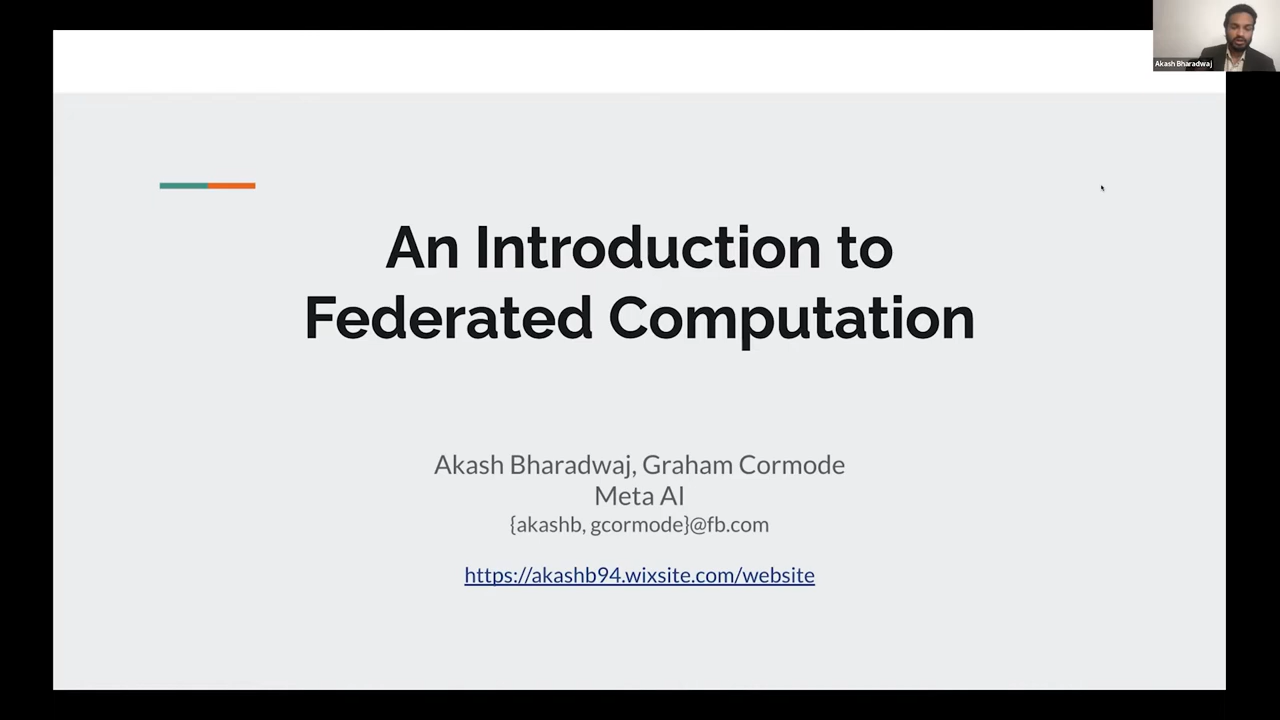 Akash Bharadwaj
An Introduction to
Federated Computation
Akash Bharadwaj, Graham Cormode
Meta AI
{akashb, gcormode}@fb.com
https://akashb94.wixsite.com/website